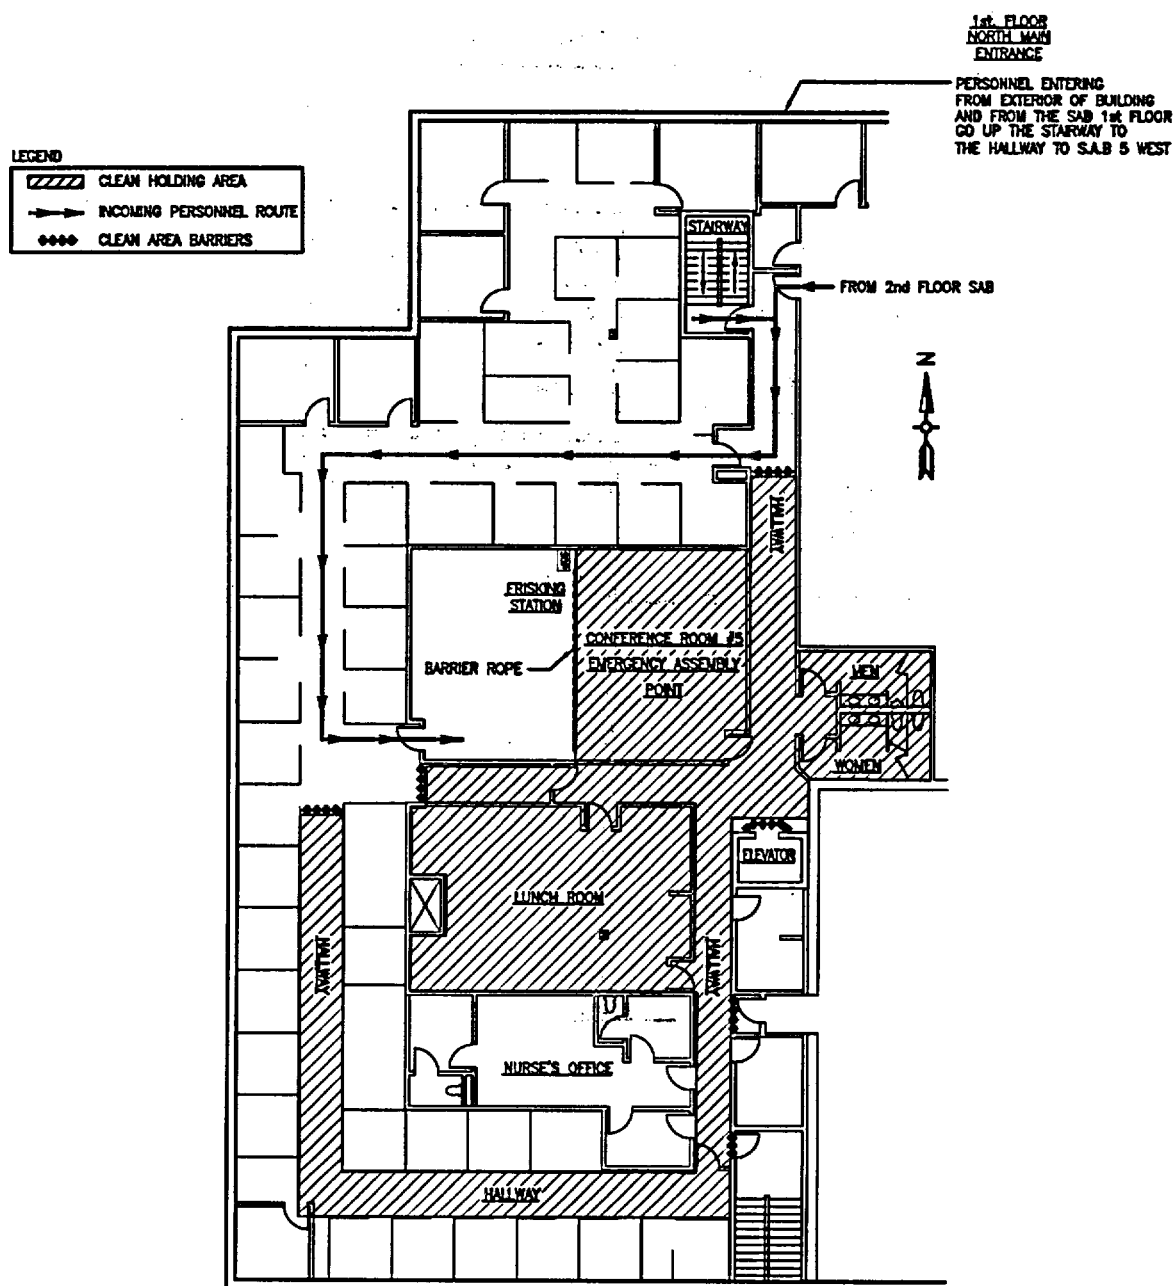 1st. FLOOR
NORTH MAIN
ENTRANCE
PERSONNEL ENTERING
FROM EXTERIOR OF BUILDING
AND FROM THE SAB 1st FLOOR
GO UP THE STAIRWAY TO
THE HALLWAY TO S.A.B 5 WEST
LEGEND
CLEAN HOLDING AREA
INCOMING PERSONNEL ROUTE
CLEAN AREA BARRIERS
STAIRWAY
FROM 2nd FLOOR SAB
N
HALLWAY
FRISKING
STATION
CONFERENCE ROOM #5
EMERGENCY ASSEMBLY
POINT
BARRIER ROPE
MEN
WOMEN
ELEVATOR
LUNCH ROOM
HALLWAY
HALLWAY
NURSE'S OFFICE
HALLWAY